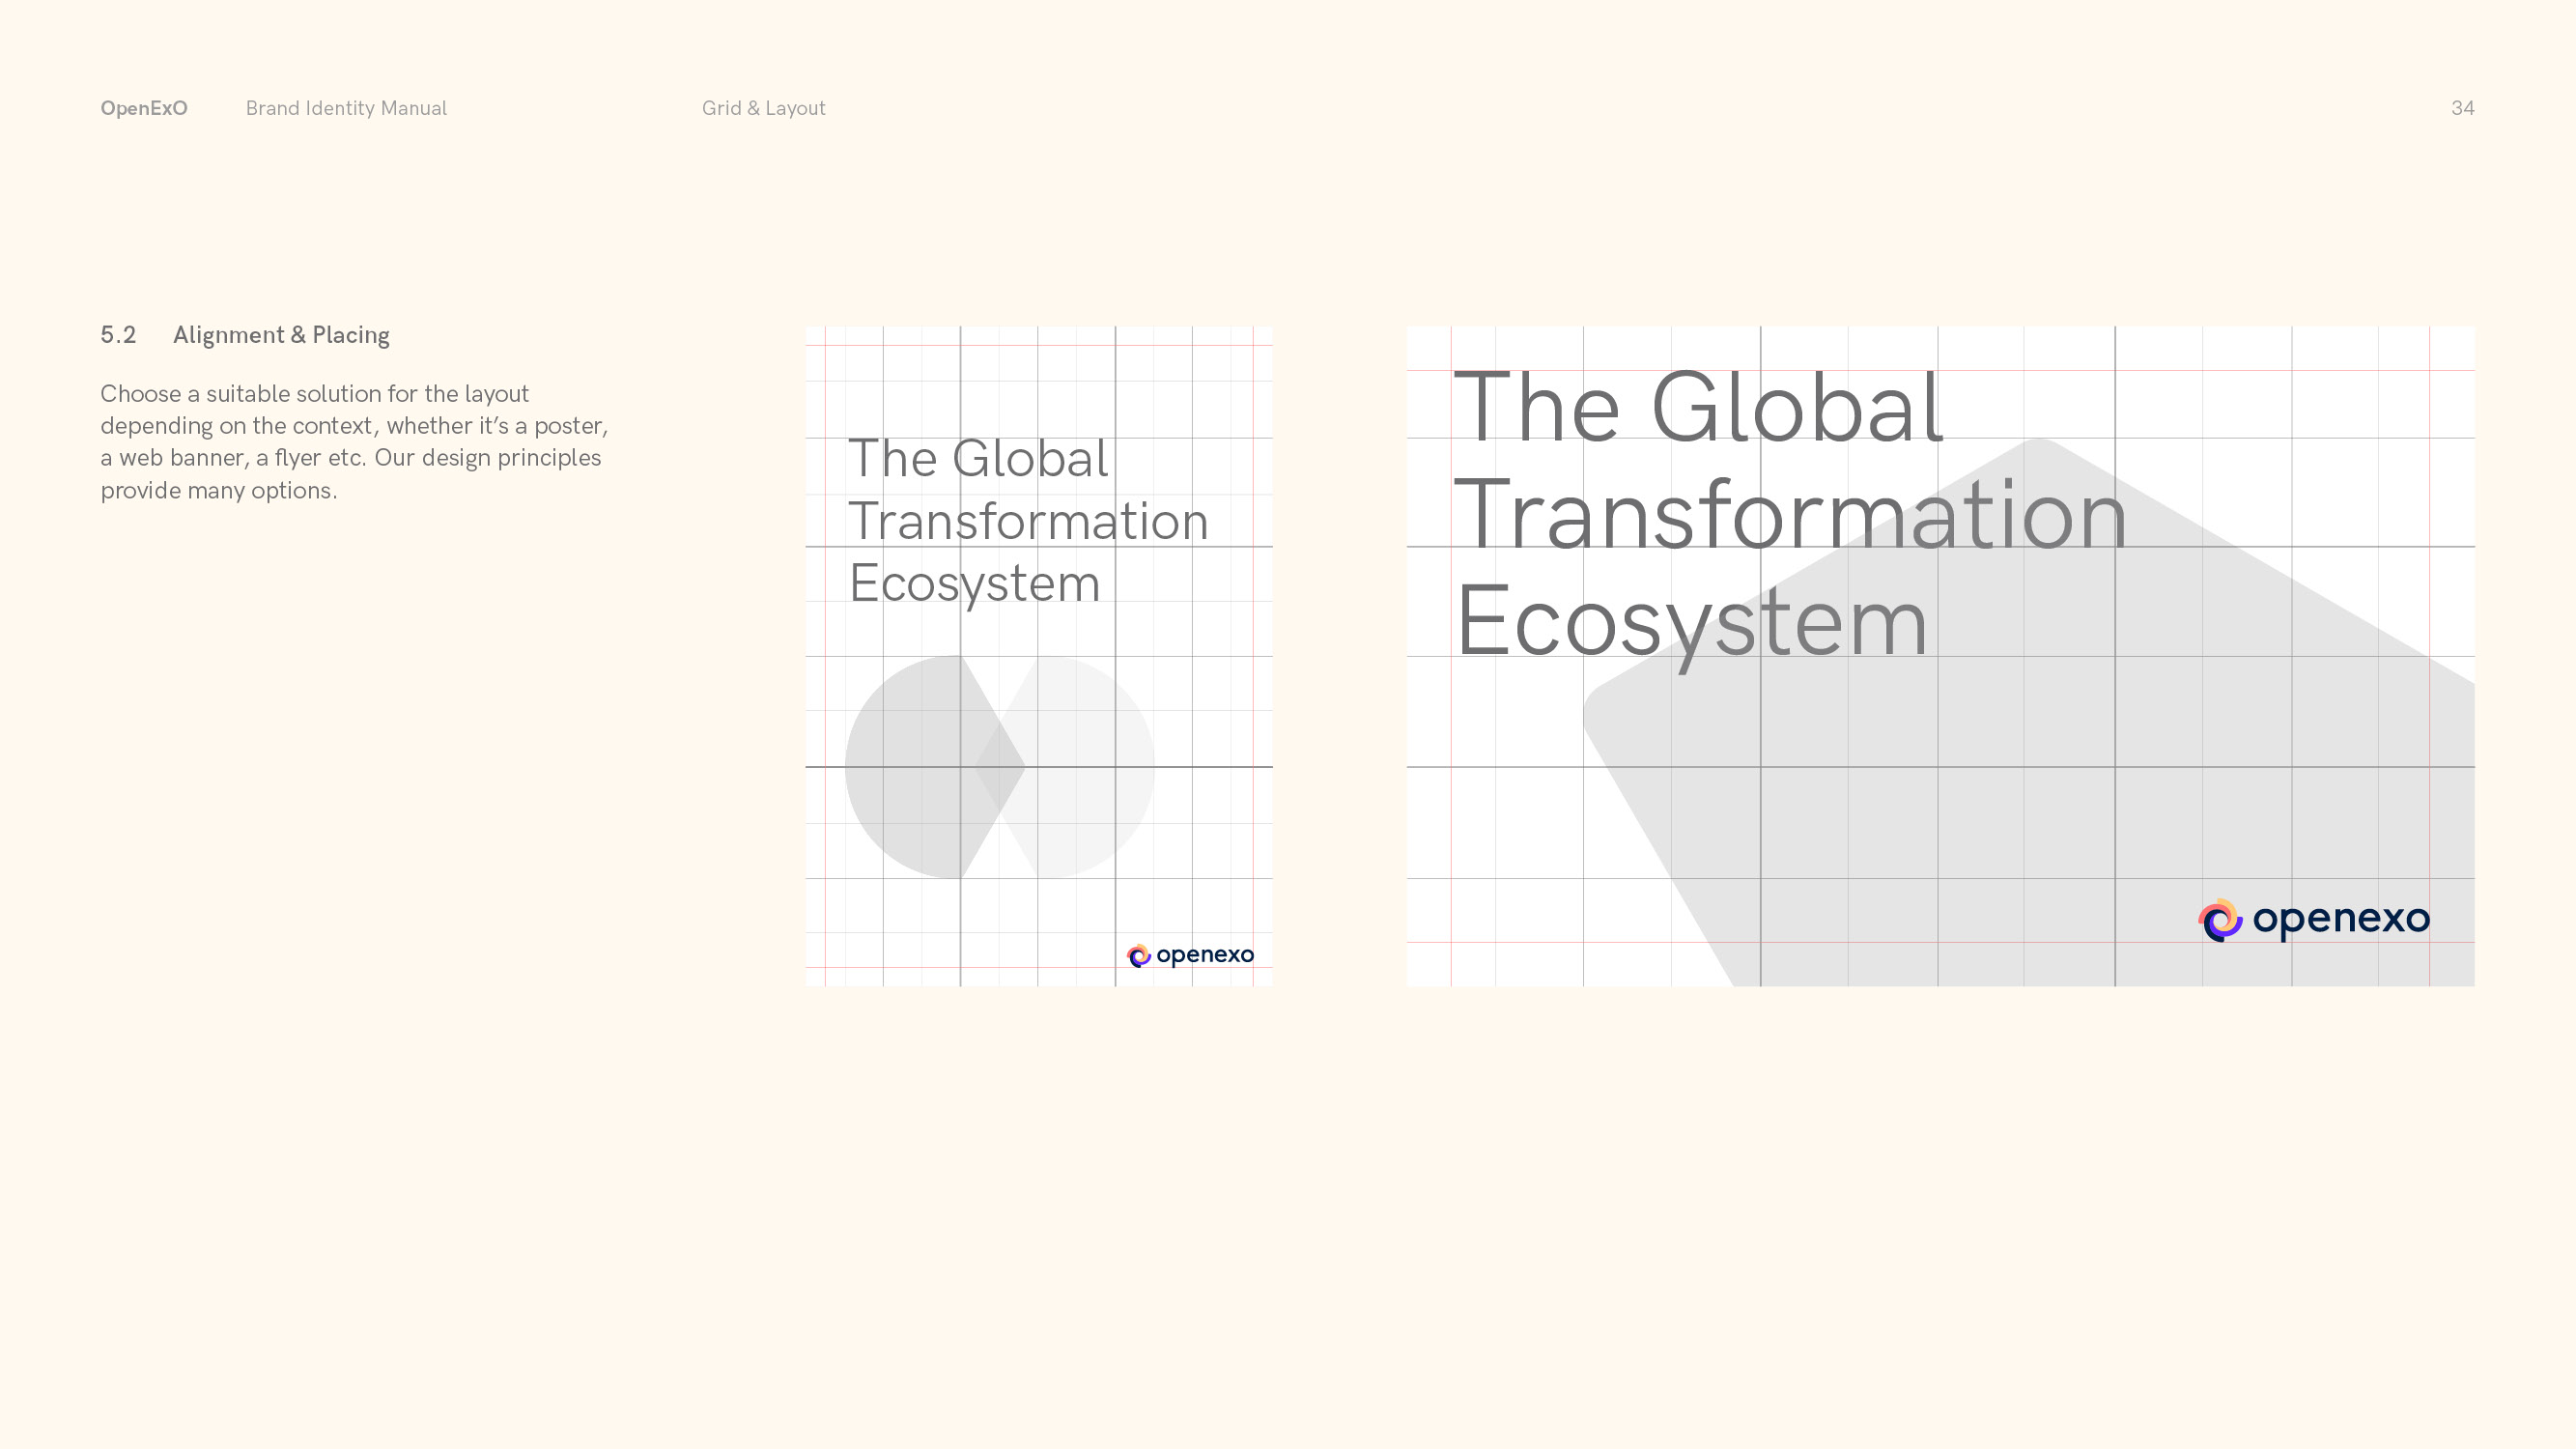 OpenExO Brand Identity Manual Grid & Layout 34
5.2 Alignment & Placing
Choose a suitable solution for the layout
depending on the context, whether it’s a poster,
a web banner, a flyer etc. Our design principles
provide many options.
The Global
Transformation
Ecosystem
openexo
The Global
Transformation
Ecosystem
openexo